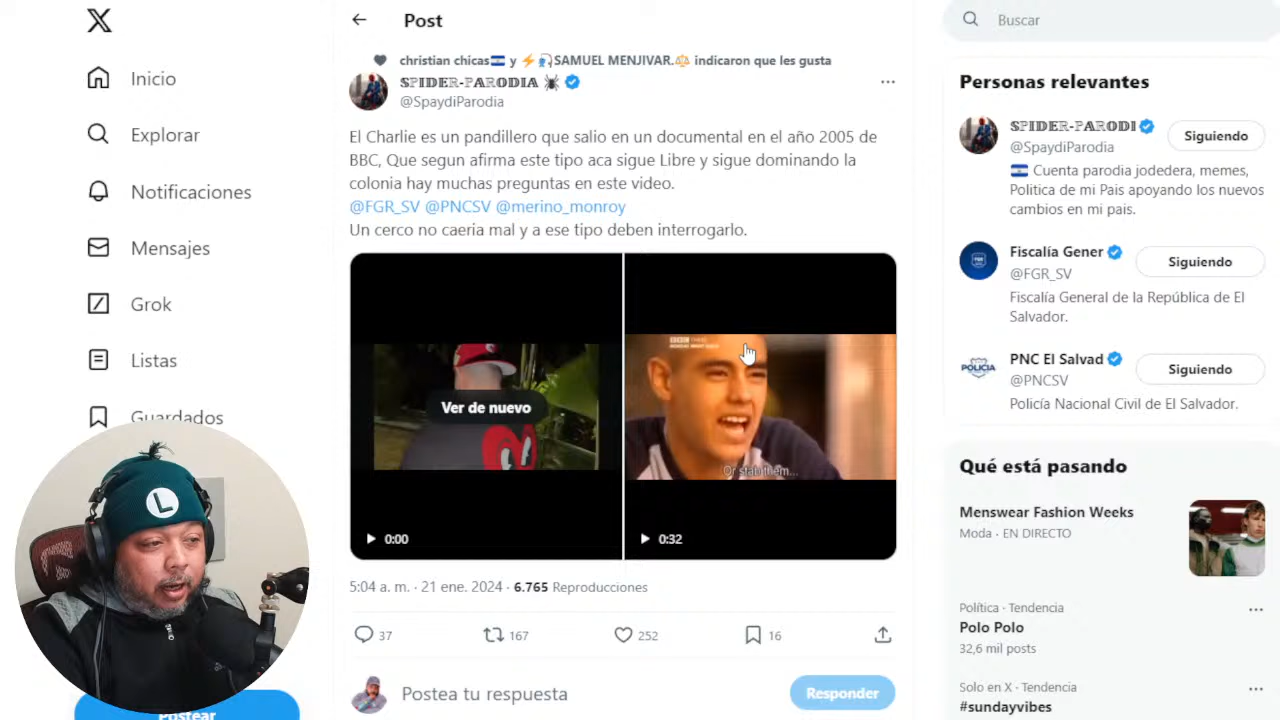 Post
Buscar
christian chicas🇸🇻 y ⚡🎧SAMUEL MENJIVAR.⚖️ indicaron que les gusta
𝕊ℙ𝕀𝔻𝔼ℝ-ℙ𝔸ℝ𝕆𝔻𝕀𝔸 🕷
@SpaydiParodia
El Charlie es un pandillero que salio en un documental en el año 2005 de
BBC, Que segun afirma este tipo aca sigue Libre y sigue dominando la
colonia hay muchas preguntas en este video.
@FGR_SV @PNCSV @merino_monroy
Un cerco no caeria mal y a ese tipo deben interrogarlo.
Ver de nuevo
BBC THREE
Or stab them...
0:00
0:32
5:04 a. m. · 21 ene. 2024 · 6.765 Reproducciones
37
167
252
16
Postea tu respuesta
Responder
Inicio
Explorar
Notificaciones
Mensajes
Grok
Listas
Guardados
L
Postear
Personas relevantes
𝕊ℙ𝕀𝔻𝔼ℝ-ℙ𝔸ℝ𝕆𝔻𝕀
@SpaydiParodia
Siguiendo
🇸🇻 Cuenta parodia jodedera, memes,
Politica de mi Pais apoyando los nuevos
cambios en mi pais.
Fiscalía Gener
@FGR_SV
Siguiendo
Fiscalía General de la República de El
Salvador.
POLICIA
PNC El Salvad
@PNCSV
Siguiendo
Policía Nacional Civil de El Salvador.
Qué está pasando
Menswear Fashion Weeks
Moda · EN DIRECTO
Política · Tendencia
Polo Polo
32,6 mil posts
Solo en X · Tendencia
#sundayvibes